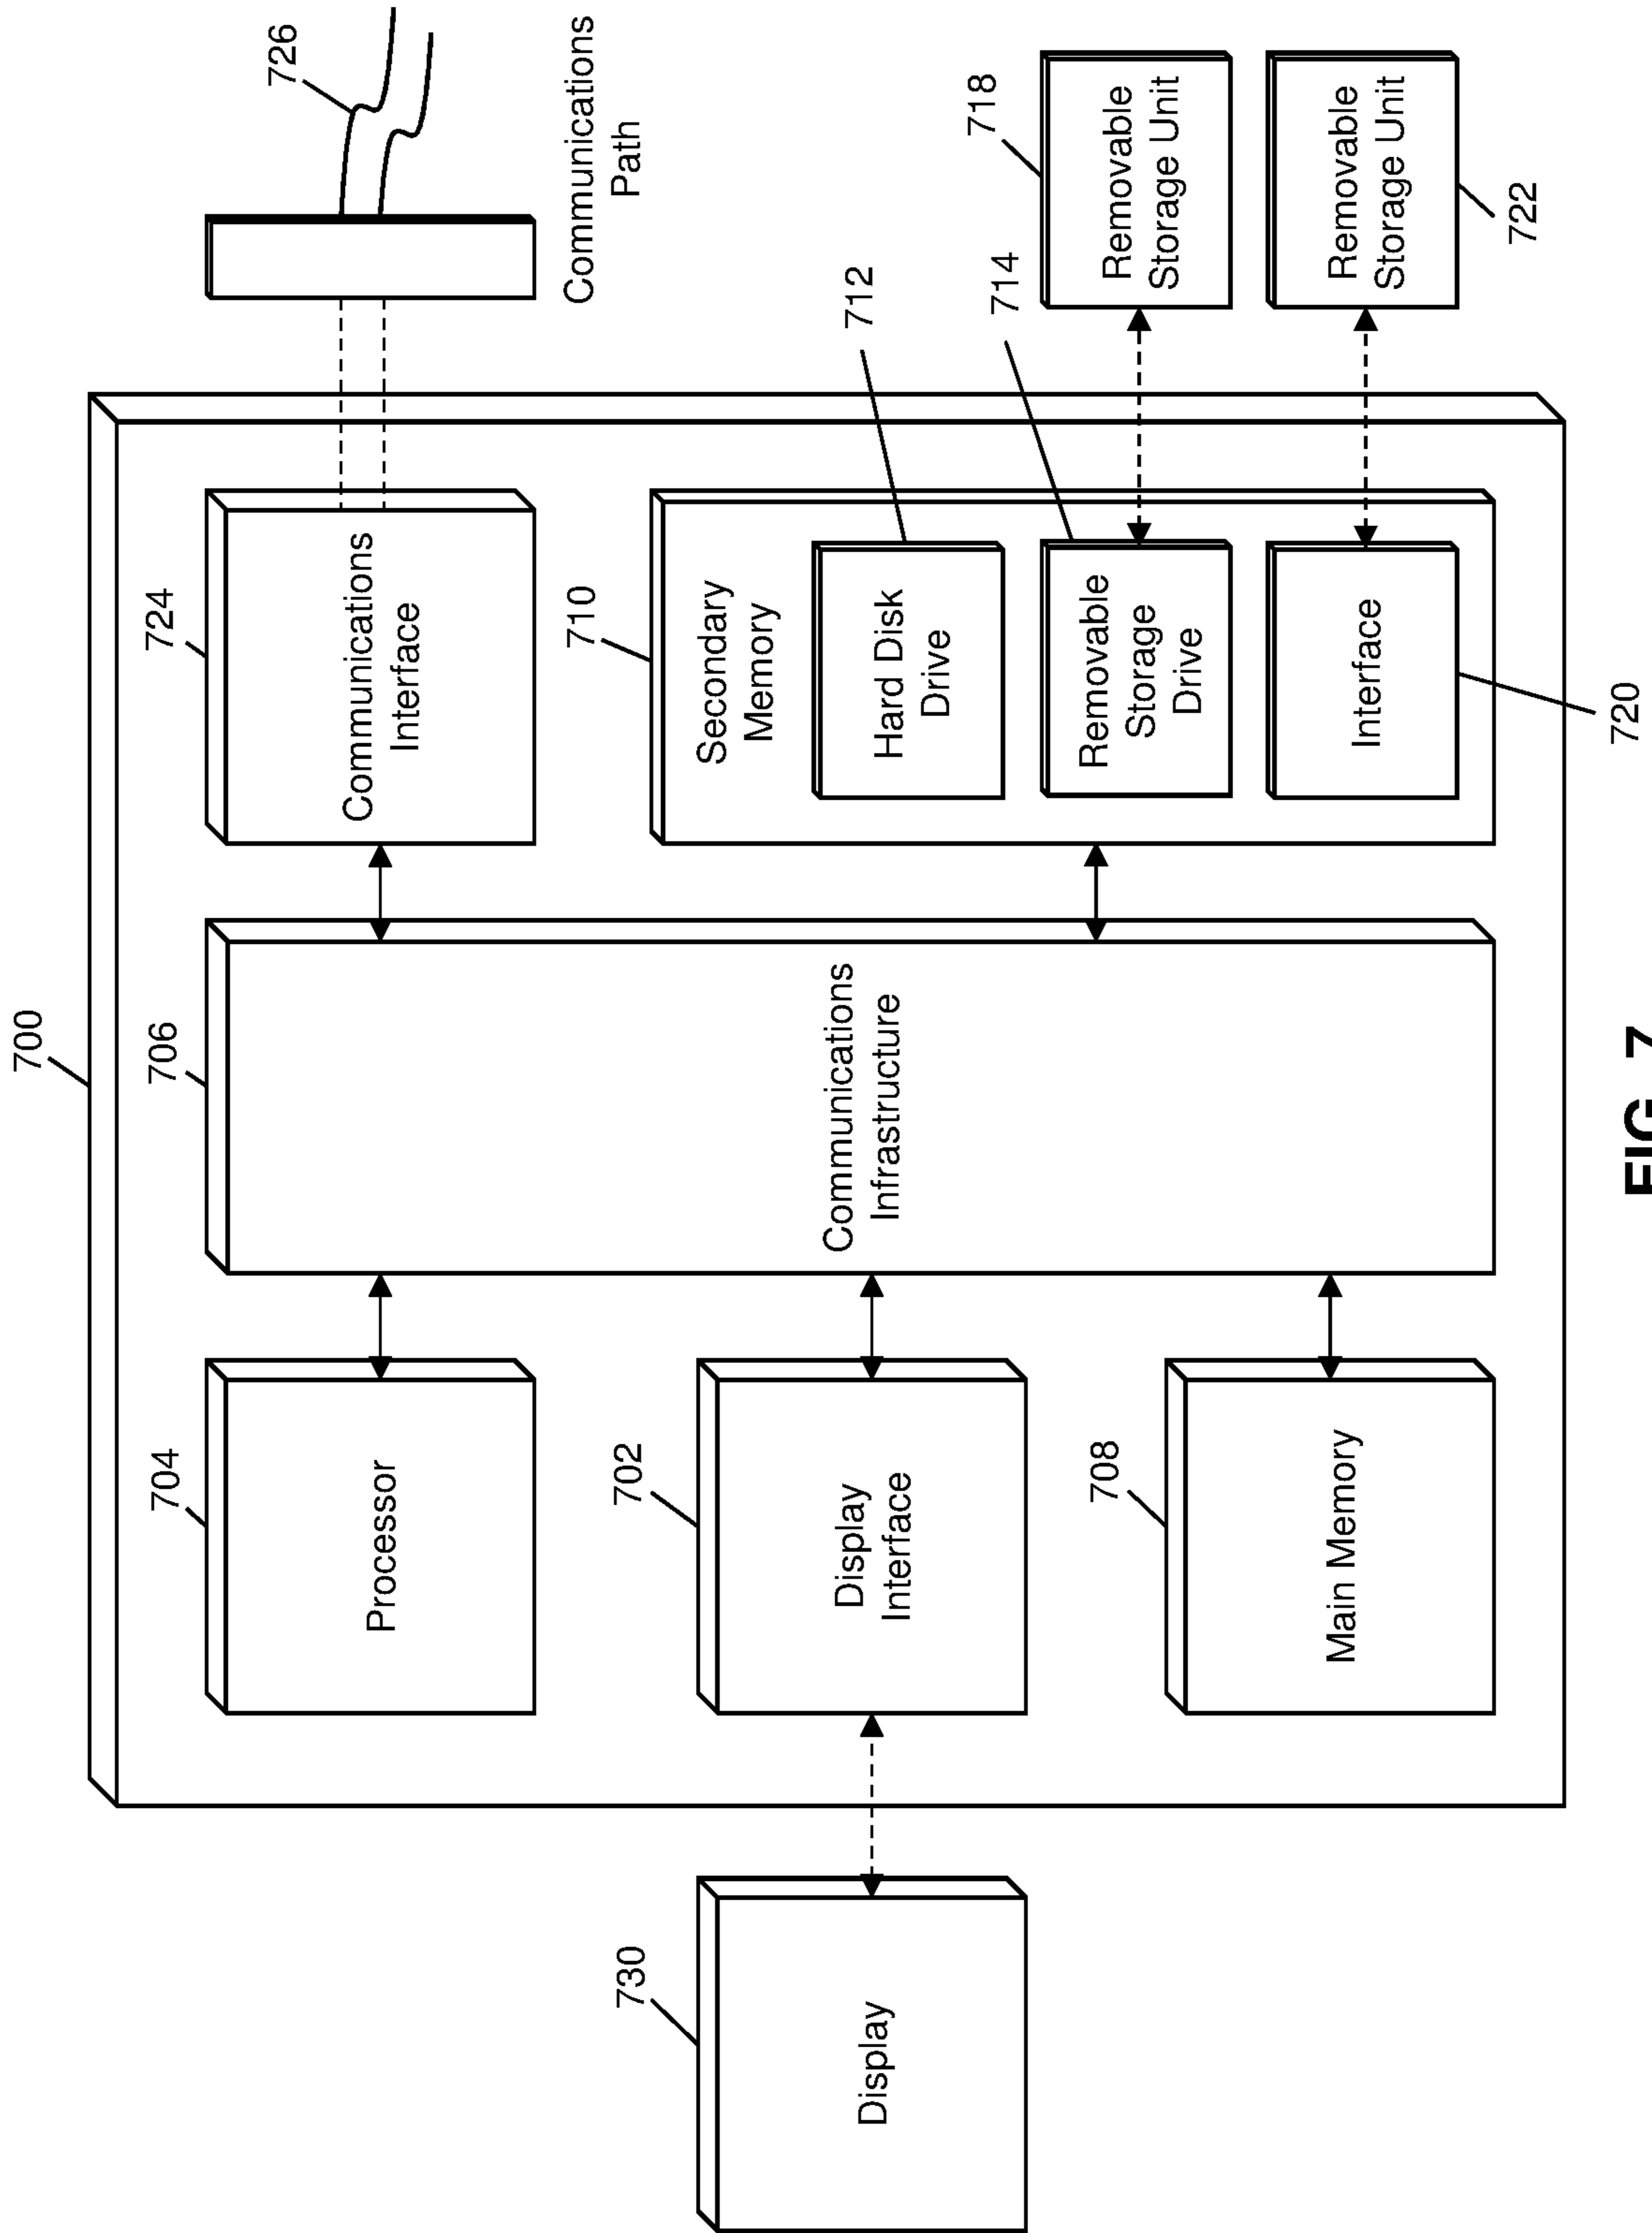 700
704
Processor
706
Communications
Infrastructure
724
Communications
Interface
726
Communications
Path
730
Display
702
Display
Interface
708
Main Memory
710
Secondary
Memory
712
Hard Disk
Drive
714
Removable
Storage
Drive
718
Removable
Storage Unit
Interface
720
Removable
Storage Unit
722
FIG. 7